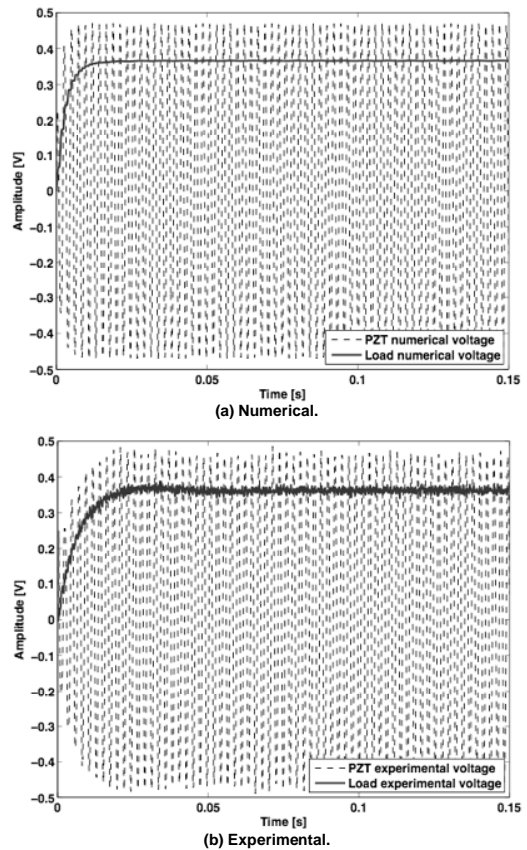 0.5
0.4
0.3
0.2
0.1
0
−0.1
−0.2
−0.3
−0.4
−0.5
Amplitude [V]
PZT numerical voltage
Load numerical voltage
0 0.05 0.1 0.15
Time [s]
(a) Numerical.
0.5
0.4
0.3
0.2
0.1
0
−0.1
−0.2
−0.3
−0.4
−0.5
Amplitude [V]
PZT experimental voltage
Load experimental voltage
0 0.05 0.1 0.15
Time [s]
(b) Experimental.